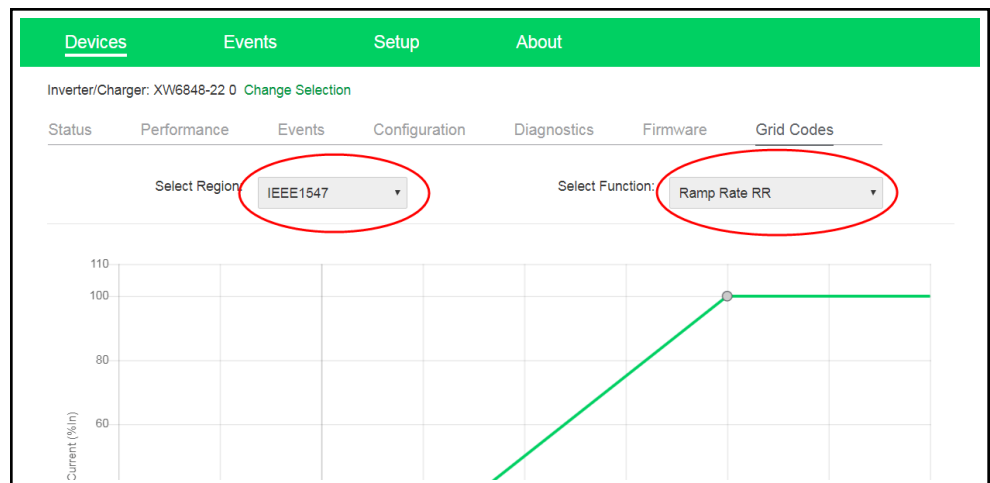 Devices Events Setup About
Inverter/Charger: XW6848-22 0 Change Selection
Status Performance Events Configuration Diagnostics Firmware Grid Codes
Select Region: IEEE1547 Select Function: Ramp Rate RR
110
100
80
60
Current (%In)